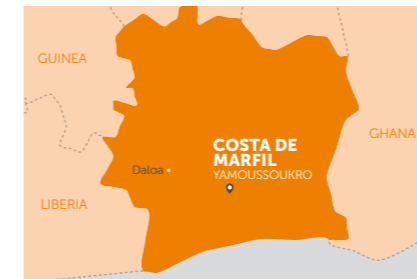 GUINEA
GHANA
COSTA DE
MARFIL
YAMOUSSOUKRO
Daloa
LIBERIA